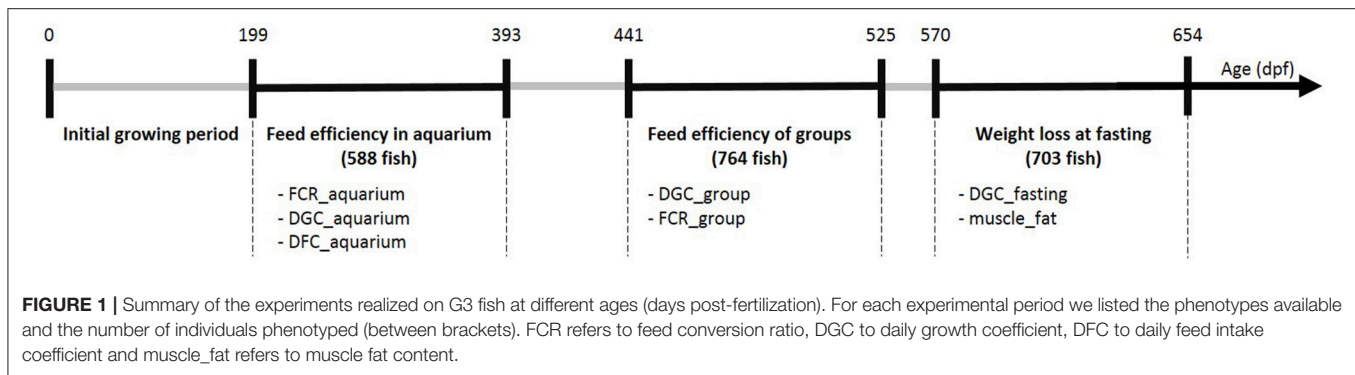 0 199 393 441 525 570 654
Age (dpf)
Initial growing period
Feed efficiency in aquarium
(588 fish)
- FCR_aquarium
- DGC_aquarium
- DFC_aquarium
Feed efficiency of groups
(764 fish)
- DGC_group
- FCR_group
Weight loss at fasting
(703 fish)
- DGC_fasting
- muscle_fat
FIGURE 1 | Summary of the experiments realized on G3 fish at different ages (days post-fertilization). For each experimental period we listed the phenotypes available
and the number of individuals phenotyped (between brackets). FCR refers to feed conversion ratio, DGC to daily growth coefficient, DFC to daily feed intake
coefficient and muscle_fat refers to muscle fat content.